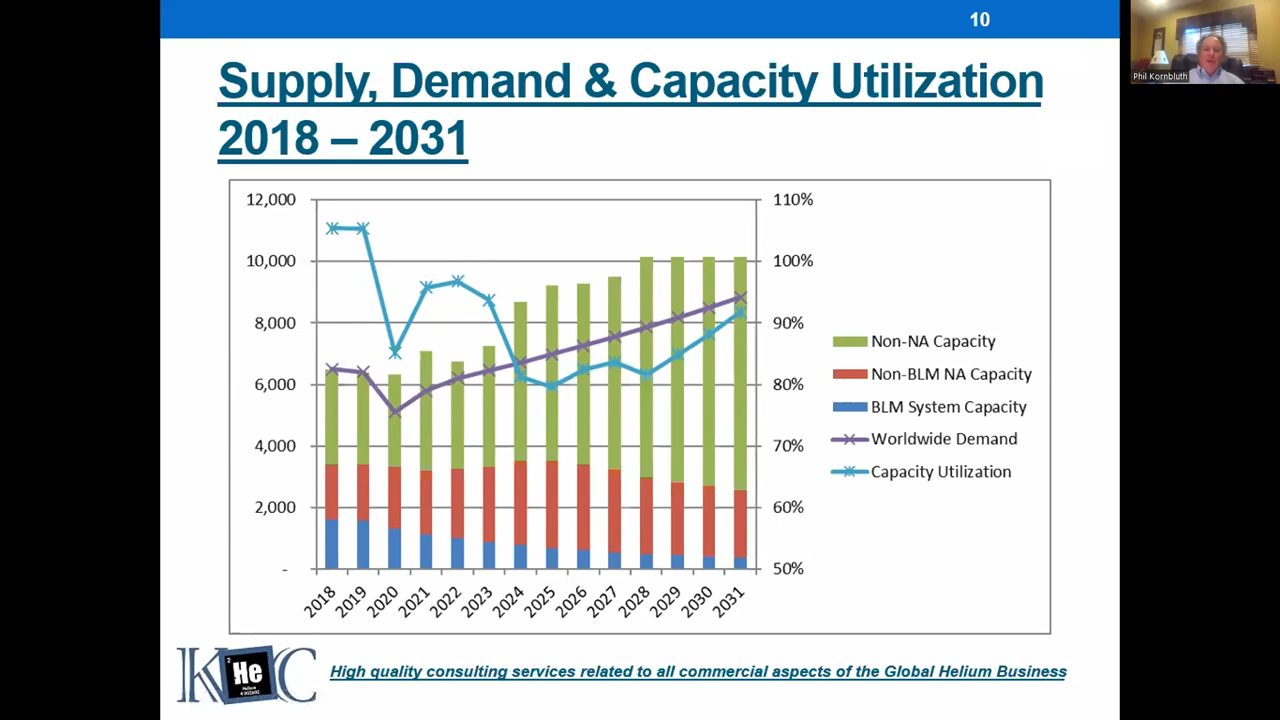 10
Phil Kornbluth
Supply, Demand & Capacity Utilization
2018 – 2031
12,000
10,000
8,000
6,000
4,000
2,000
-
110%
100%
90%
80%
70%
60%
50%
2018
2019
2020
2021
2022
2023
2024
2025
2026
2027
2028
2029
2030
2031
Non-NA Capacity
Non-BLM NA Capacity
BLM System Capacity
Worldwide Demand
Capacity Utilization
K C
2
He
Helium
High quality consulting services related to all commercial aspects of the Global Helium Business